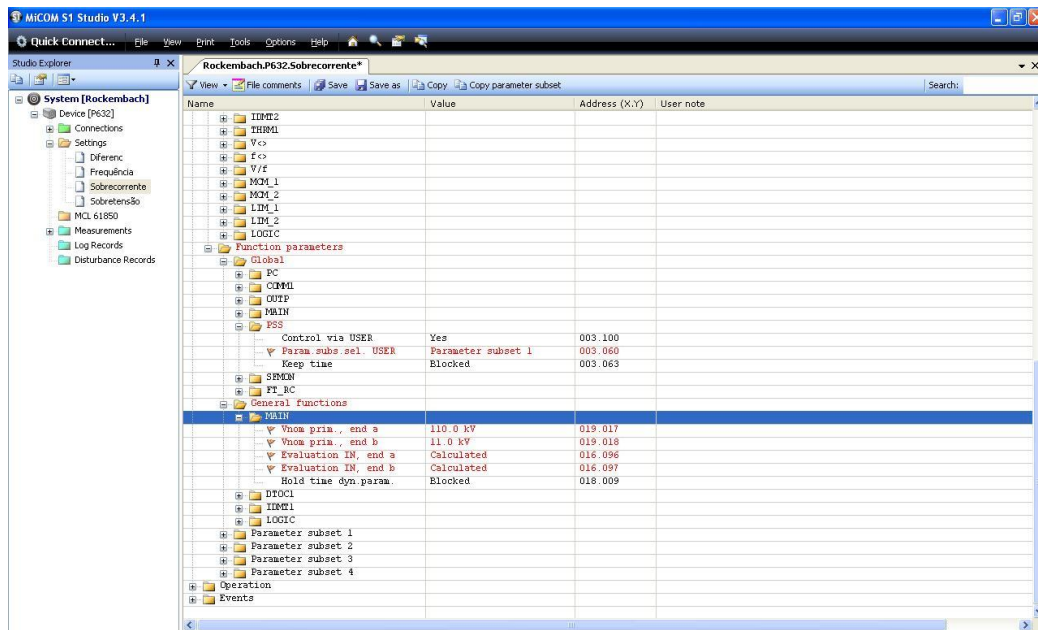 MiCOM S1 Studio V3.4.1
Quick Connect... File View Print Tools Options Help
Studio Explorer
System [Rockembach]
Device [P632]
Connections
Settings
Diferenc
Frequência
Sobrecorrente
Sobretensão
MCL 61850
Measurements
Log Records
Disturbance Records
Rockembach.P632.Sobrecorrente*
View File comments Save Save as Copy Copy parameter subset Search:
Name Value Address (X.Y) User note
IDMT2
THRM1
V<>
f<>
V/f
MCM_1
MCM_2
LIM_1
LIM_2
LOGIC
Function parameters
Global
PC
COMM1
OUTP
MAIN
PSS
Control via USER Yes 003.100
Param.subs.sel. USER Parameter subset 1 003.060
Keep time Blocked 003.063
SFMON
FT_RC
General functions
MAIN
Vnom prim., end a 110.0 kV 019.017
Vnom prim., end b 11.0 kV 019.018
Evaluation IN, end a Calculated 016.096
Evaluation IN, end b Calculated 016.097
Hold time dyn.param. Blocked 018.009
DTOC1
IDMT1
LOGIC
Parameter subset 1
Parameter subset 2
Parameter subset 3
Parameter subset 4
Operation
Events